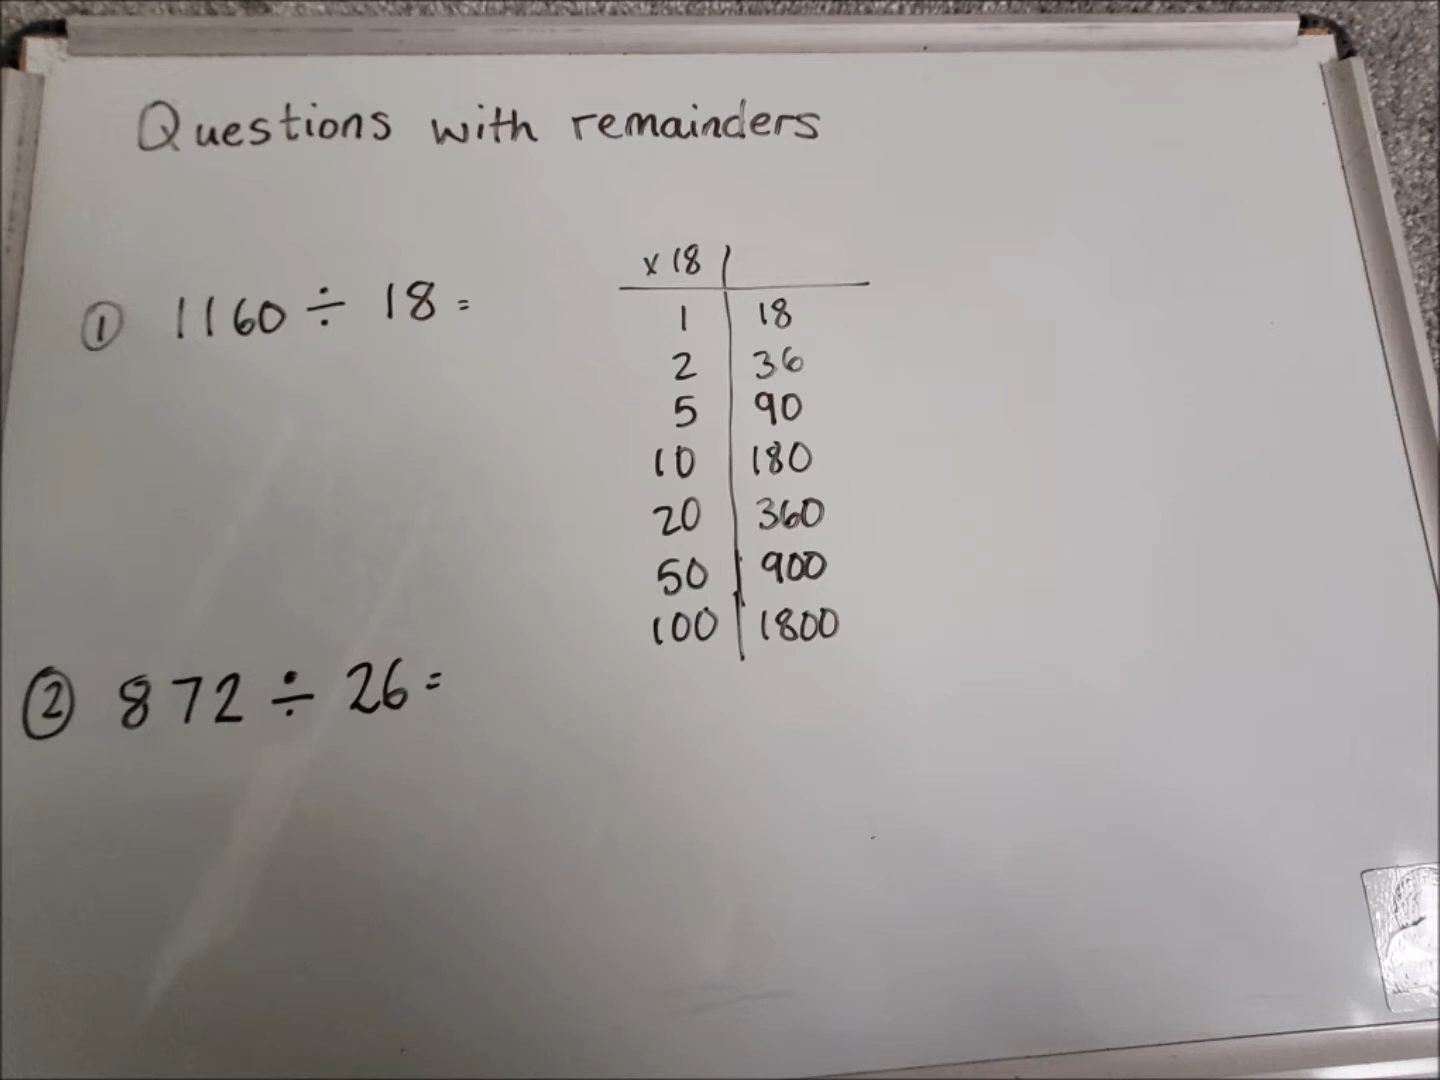 Questions with remainders
① 1160 ÷ 18 =
x 18
1 18
2 36
5 90
10 180
20 360
50 900
100 1800
② 872 ÷ 26 =